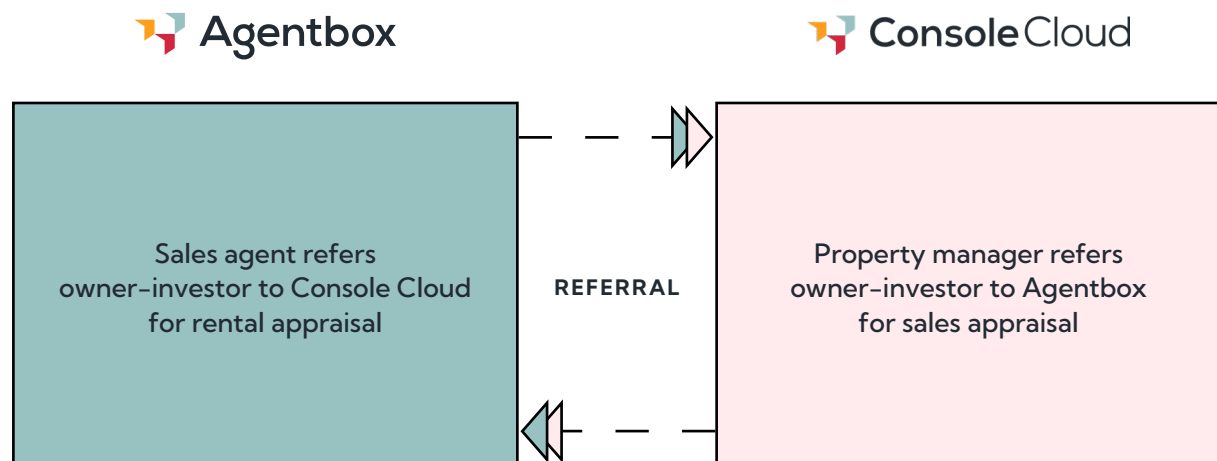 Agentbox
ConsoleCloud
Sales agent refers
owner-investor to Console Cloud
for rental appraisal
REFERRAL
Property manager refers
owner-investor to Agentbox
for sales appraisal